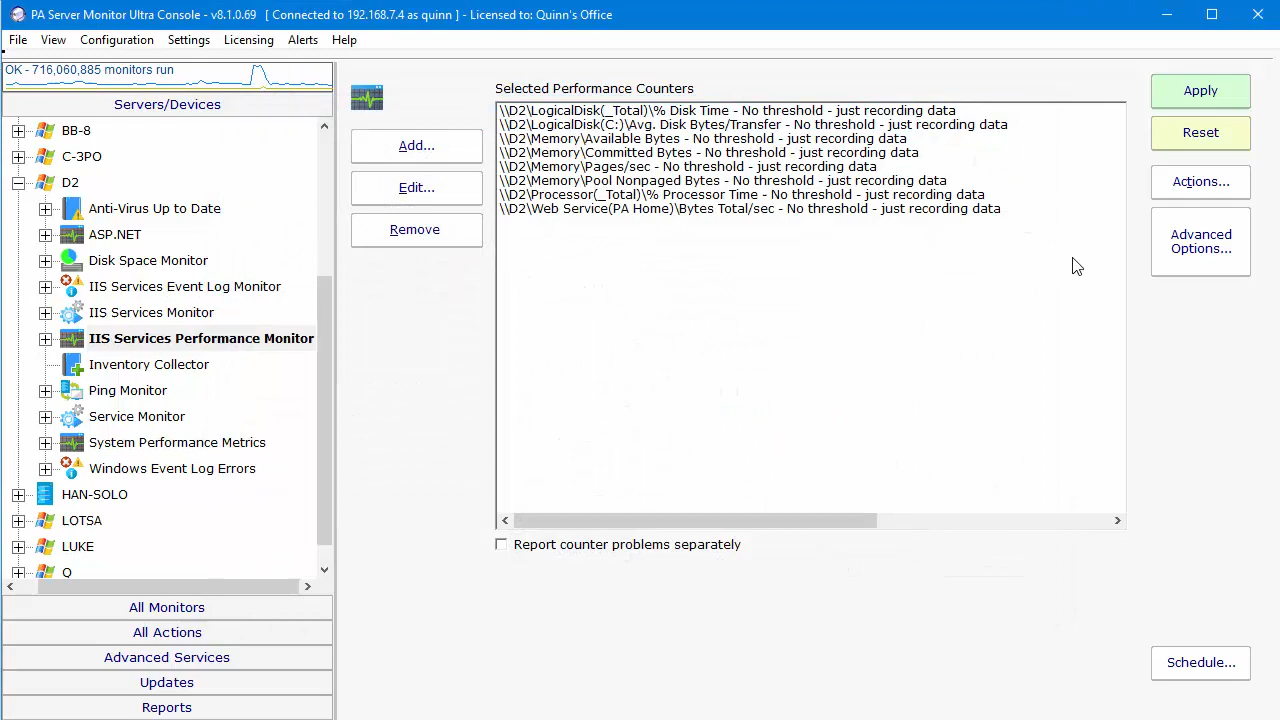 PA Server Monitor Ultra Console - v8.1.0.69 [ Connected to 192.168.7.4 as quinn ] - Licensed to: Quinn's Office
File View Configuration Settings Licensing Alerts Help
OK - 716,060,885 monitors run
Servers/Devices
BB-8
C-3PO
D2
Anti-Virus Up to Date
ASP.NET
Disk Space Monitor
IIS Services Event Log Monitor
IIS Services Monitor
IIS Services Performance Monitor
Inventory Collector
Ping Monitor
Service Monitor
System Performance Metrics
Windows Event Log Errors
HAN-SOLO
LOTSA
LUKE
Q
All Monitors
All Actions
Advanced Services
Updates
Reports
Add...
Edit...
Remove
Selected Performance Counters
\\D2\LogicalDisk(_Total)\% Disk Time - No threshold - just recording data
\\D2\LogicalDisk(C:)\Avg. Disk Bytes/Transfer - No threshold - just recording data
\\D2\Memory\Available Bytes - No threshold - just recording data
\\D2\Memory\Committed Bytes - No threshold - just recording data
\\D2\Memory\Pages/sec - No threshold - just recording data
\\D2\Memory\Pool Nonpaged Bytes - No threshold - just recording data
\\D2\Processor(_Total)\% Processor Time - No threshold - just recording data
\\D2\Web Service(PA Home)\Bytes Total/sec - No threshold - just recording data
Report counter problems separately
Apply
Reset
Actions...
Advanced
Options...
Schedule...